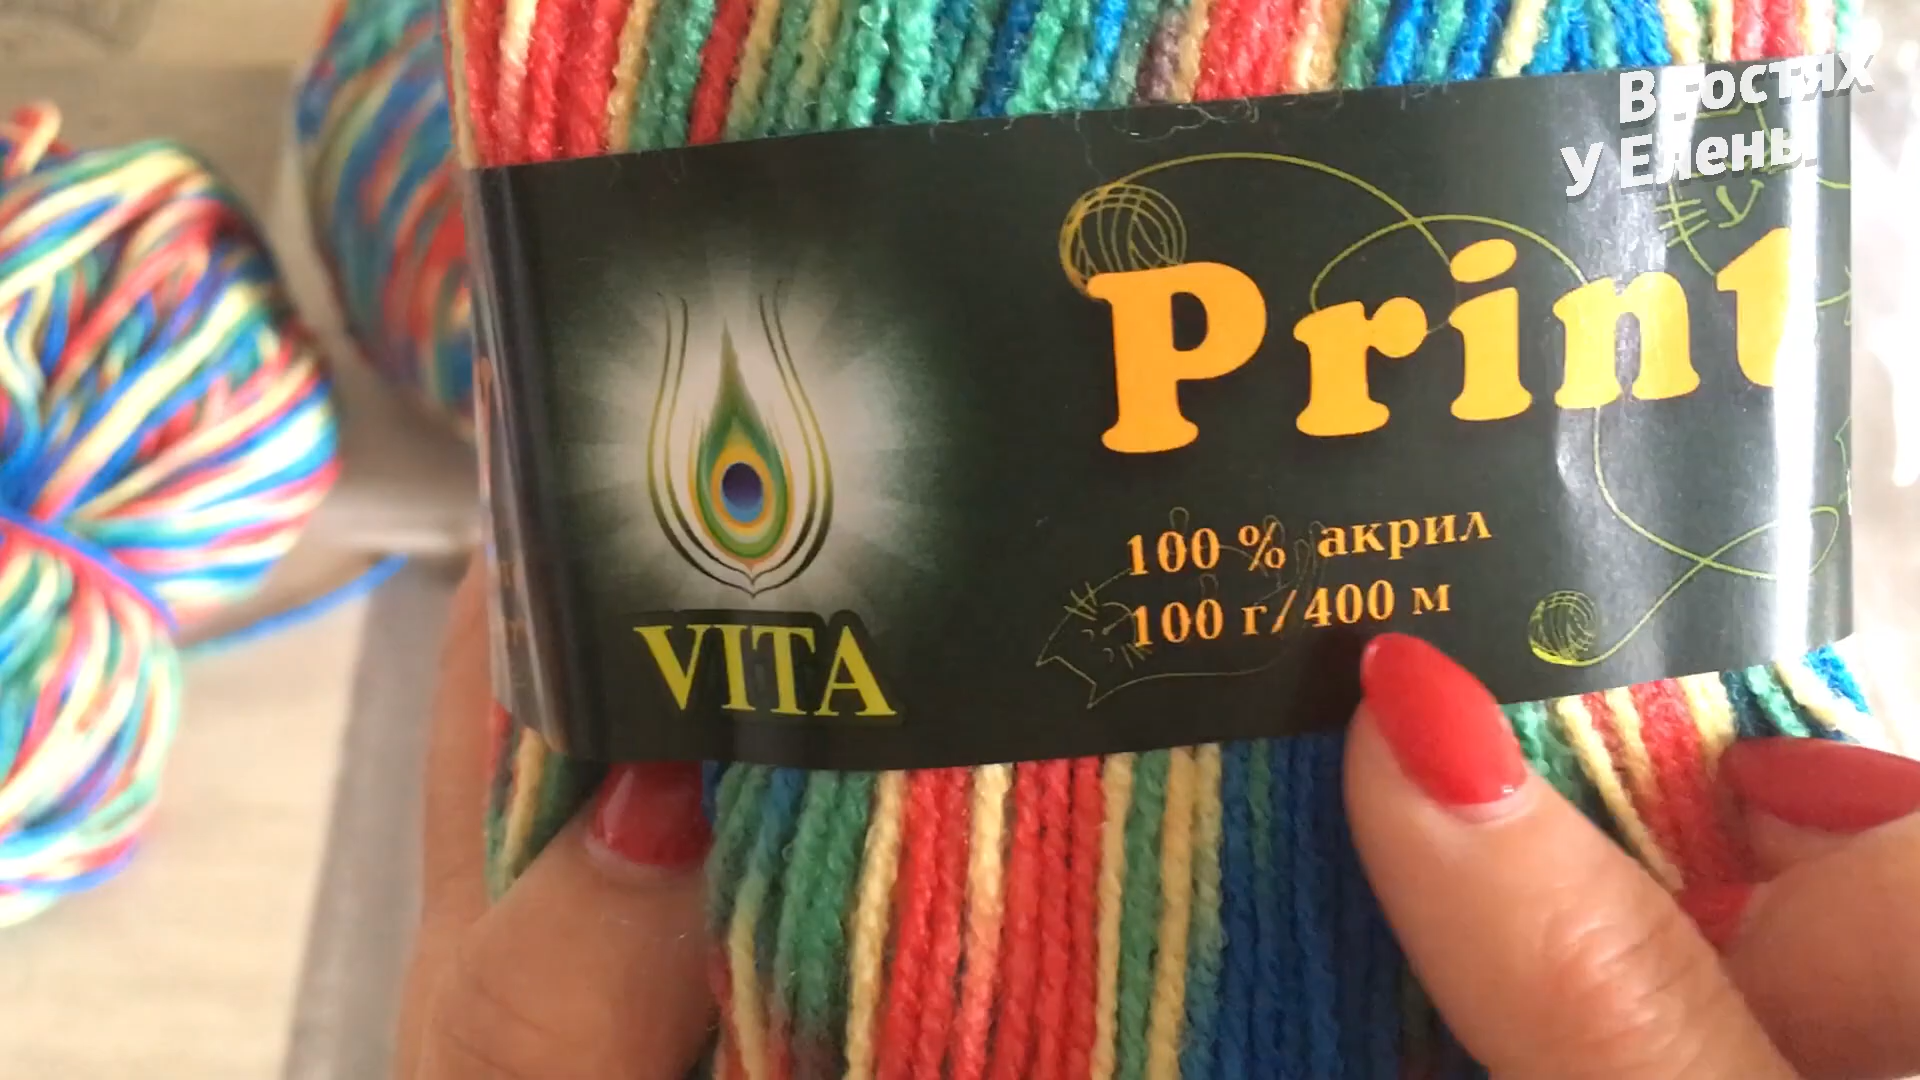 В гостях
у Елены
Print
100 % акрил
100 г/400 м
VITA